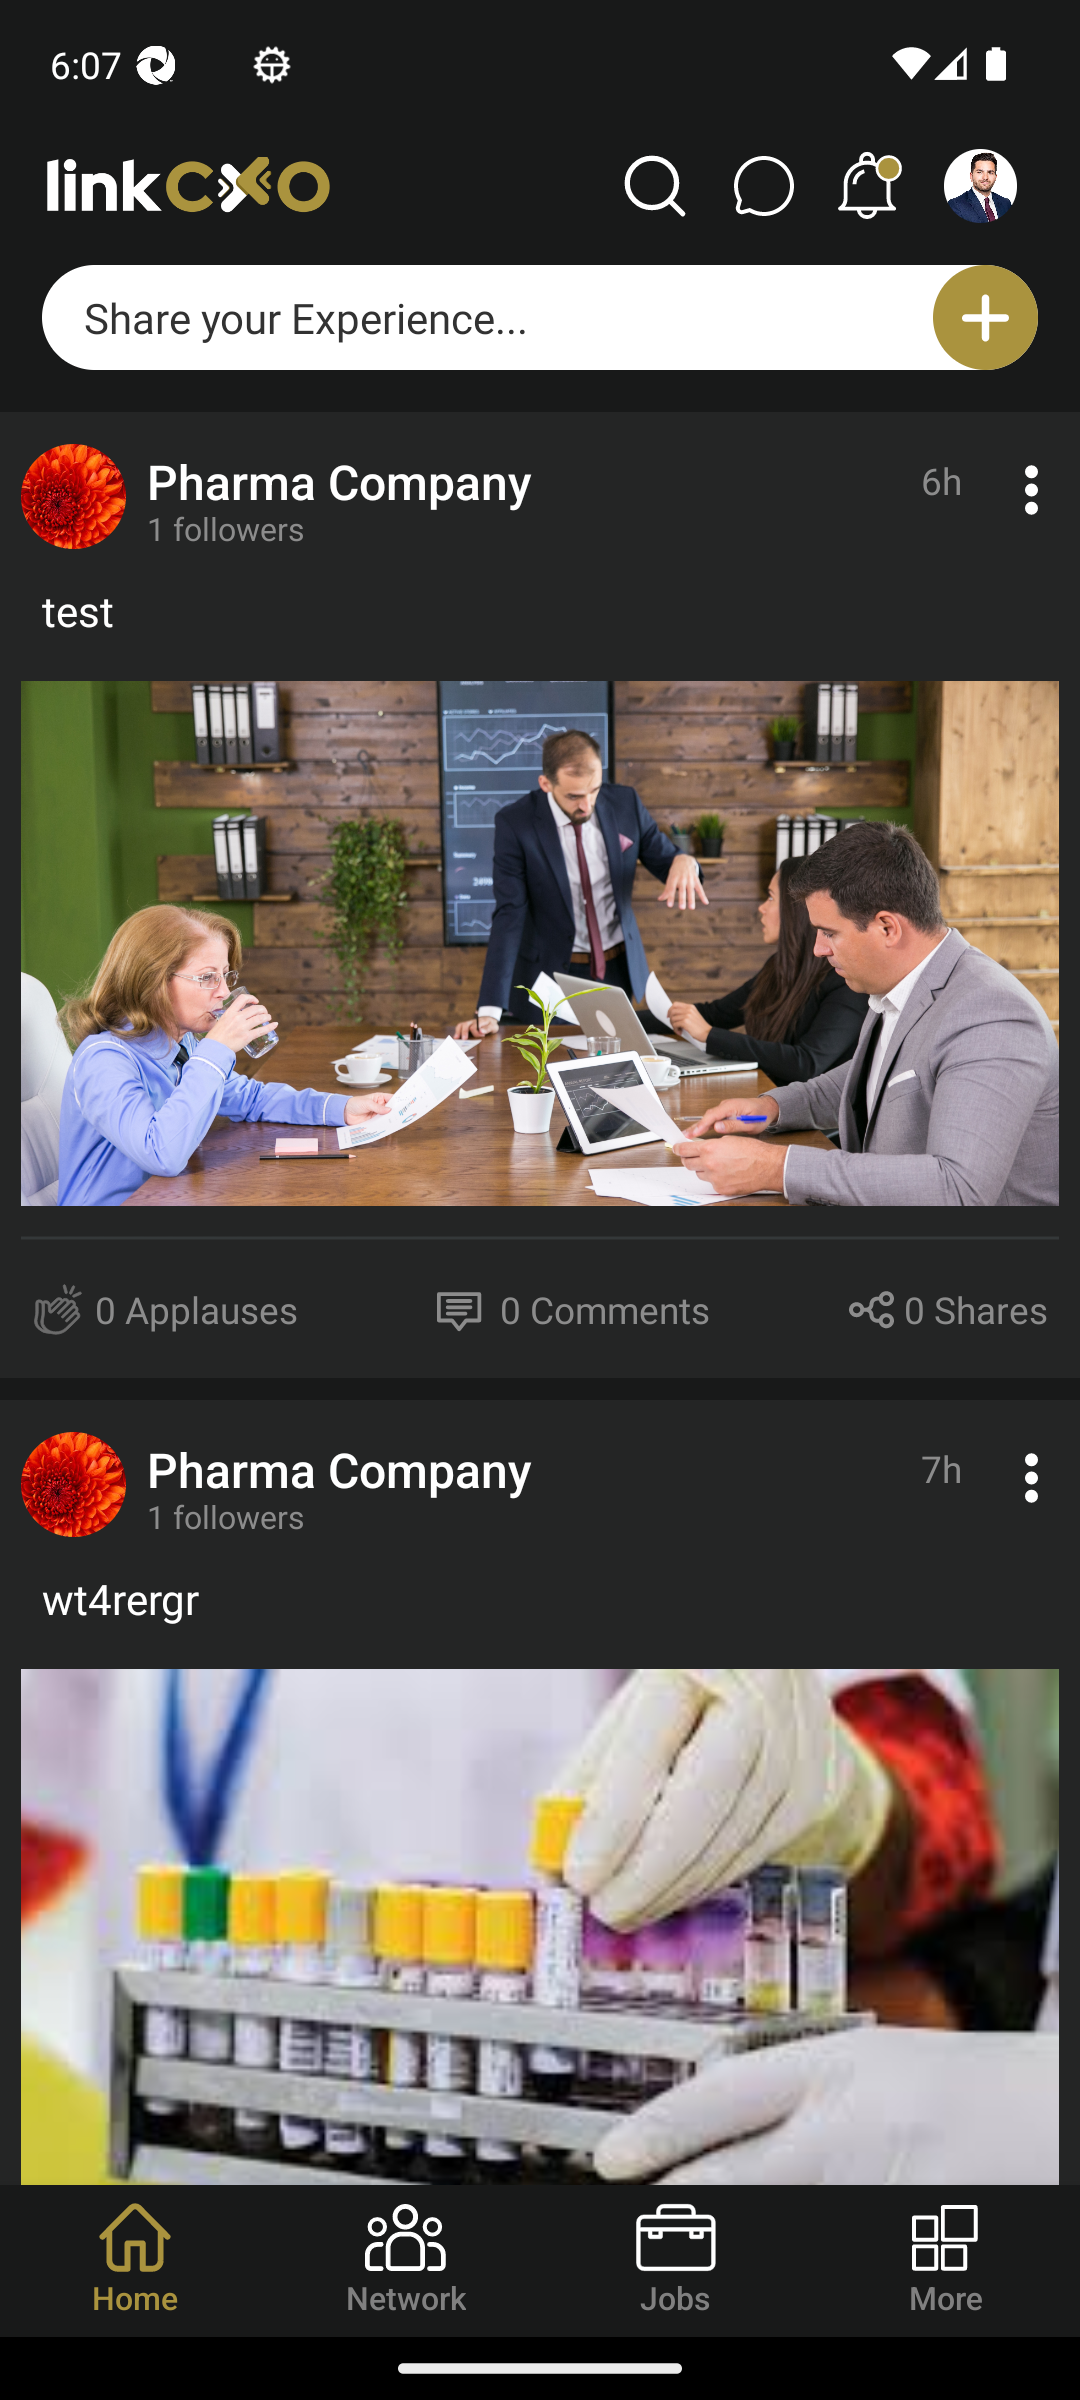 6:07
linkcxo
Share your Experience...
Pharma Company
6h
1 followers
test
0 Applauses
0 Comments
0 Shares
Pharma Company
7h
1 followers
wt4rergr
Home
Network
Jobs
More